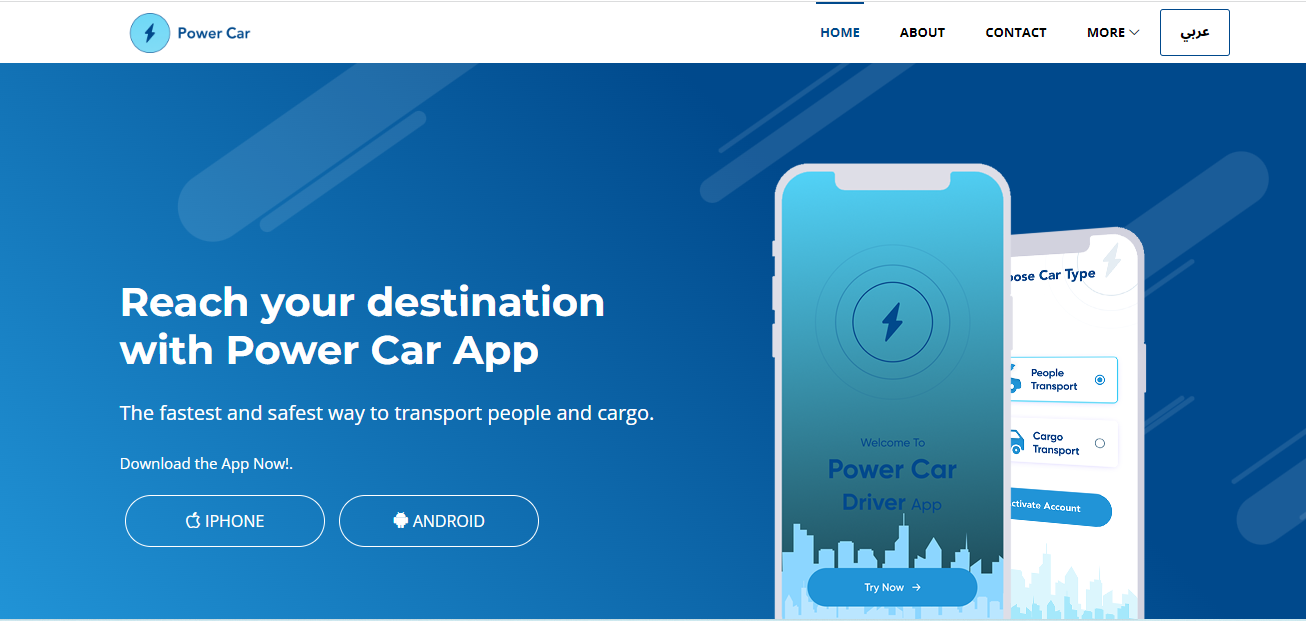 Power Car
HOME
ABOUT
CONTACT
MORE
عربي
Reach your destination
with Power Car App
The fastest and safest way to transport people and cargo.
Download the App Now!.
IPHONE
ANDROID
Welcome To
Power Car
Driver App
Try Now
oose Car Type
People
Transport
Cargo
Transport
ctivate Account